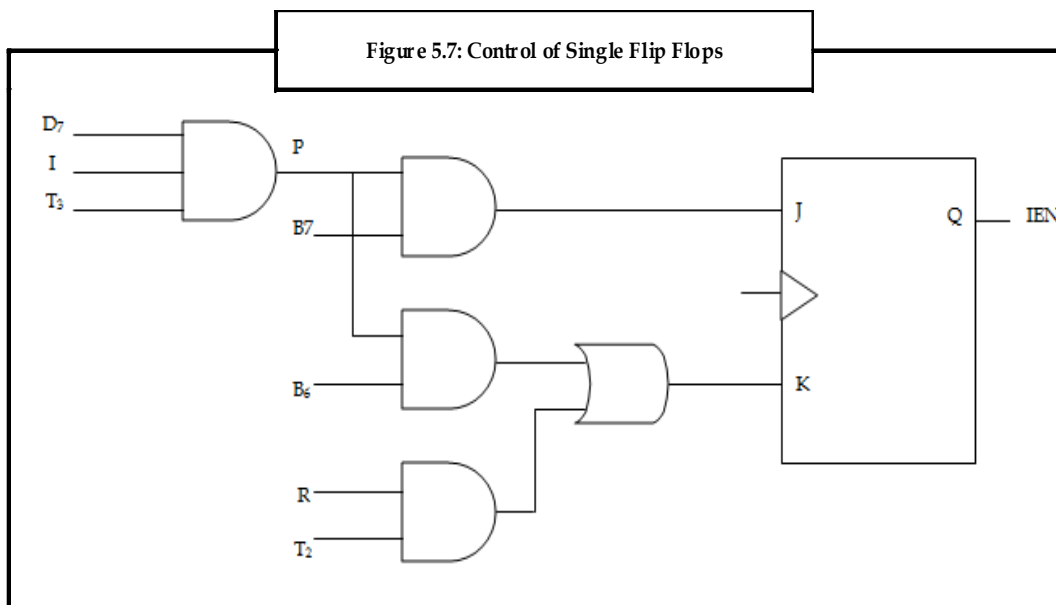 Figure 5.7: Control of Single Flip Flops
D₇
I
T₃
P
B7
B₆
R
T₂
J
Q
IEN
K